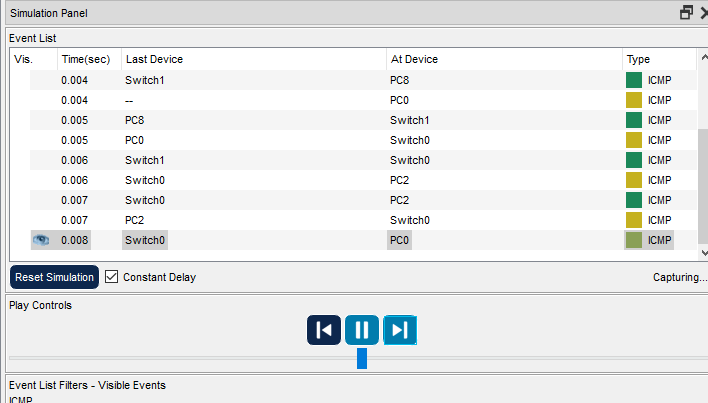 Simulation Panel
Event List
Vis. Time(sec) Last Device At Device Type
0.004 Switch1 PC8 ICMP
0.004 -- PC0 ICMP
0.005 PC8 Switch1 ICMP
0.005 PC0 Switch0 ICMP
0.006 Switch1 Switch0 ICMP
0.006 Switch0 PC2 ICMP
0.007 Switch0 PC2 ICMP
0.007 PC2 Switch0 ICMP
0.008 Switch0 PC0 ICMP
Reset Simulation Constant Delay Capturing...
Play Controls
Event List Filters - Visible Events
ICMP